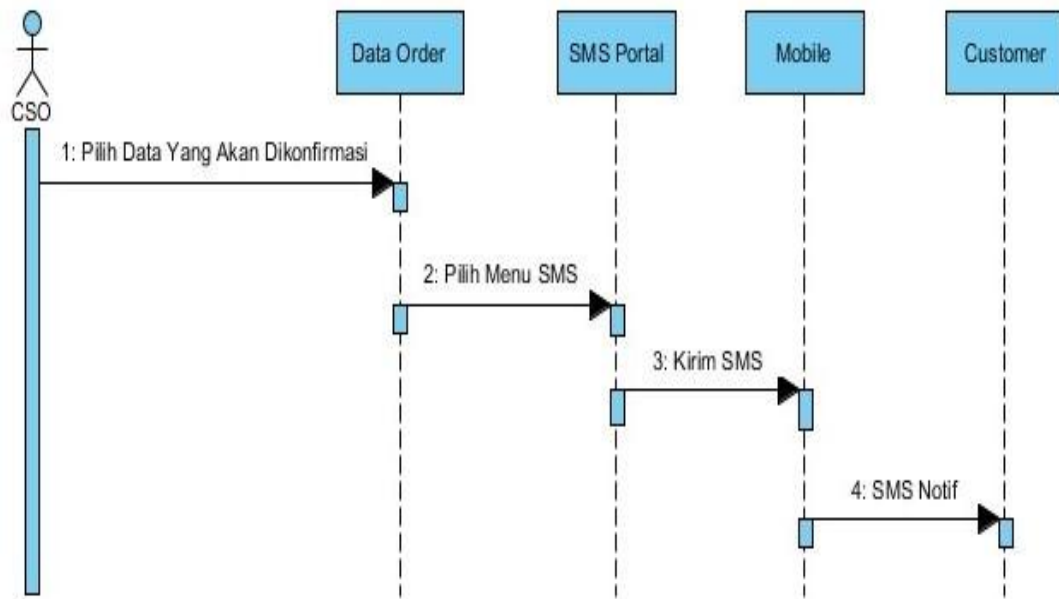 Data Order
SMS Portal
Mobile
Customer
CSO
1: Pilih Data Yang Akan Dikonfirmasi
2: Pilih Menu SMS
3: Kirim SMS
4: SMS Notif